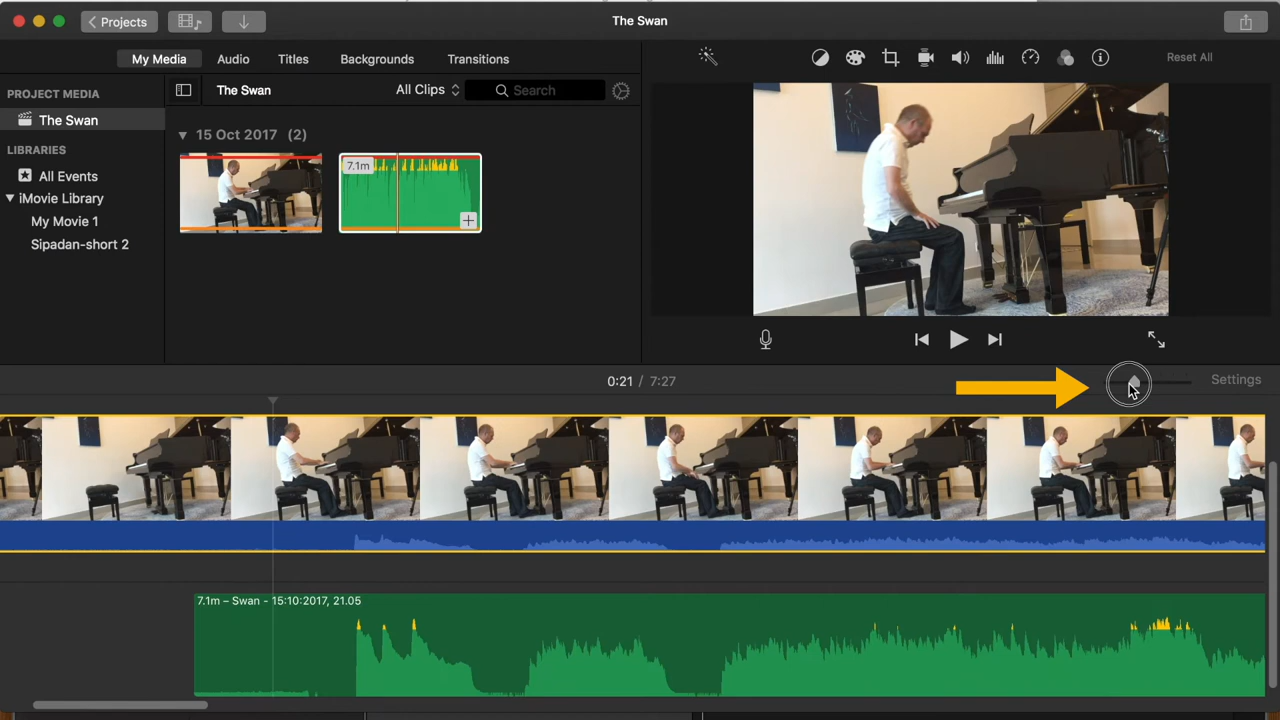 The Swan
Projects
My Media Audio Titles Backgrounds Transitions
Reset All
PROJECT MEDIA
The Swan
LIBRARIES
All Events
iMovie Library
My Movie 1
Sipadan-short 2
The Swan All Clips Search
15 Oct 2017 (2)
7.1m
0:21 / 7:27
Settings
7.1m – Swan - 15:10:2017, 21.05